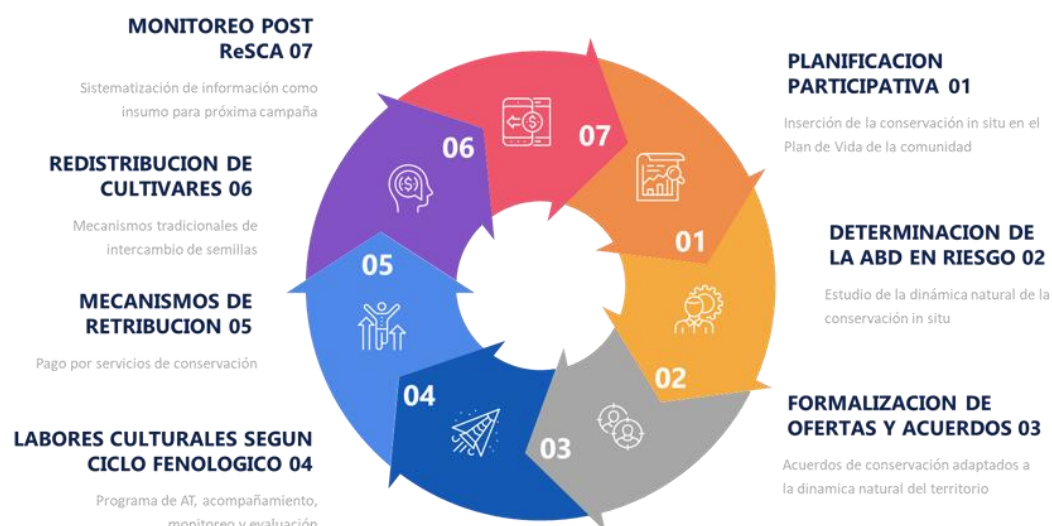 PLANIFICACION
PARTICIPATIVA 01
Inserción de la conservación in situ en el
Plan de Vida de la comunidad
DETERMINACION DE
LA ABD EN RIESGO 02
Estudio de la dinámica natural de la
conservación in situ
FORMALIZACION DE
OFERTAS Y ACUERDOS 03
Acuerdos de conservación adaptados a
la dinamica natural del territorio
LABORES CULTURALES SEGUN
CICLO FENOLOGICO 04
Programa de AT, acompañamiento,
monitoreo y evaluación
MECANISMOS DE
RETRIBUCION 05
Pago por servicios de conservación
REDISTRIBUCION DE
CULTIVARES 06
Mecanismos tradicionales de
intercambio de semillas
MONITOREO POST
ReSCA 07
Sistematización de información como
insumo para próxima campaña
01
02
03
04
05
06
07